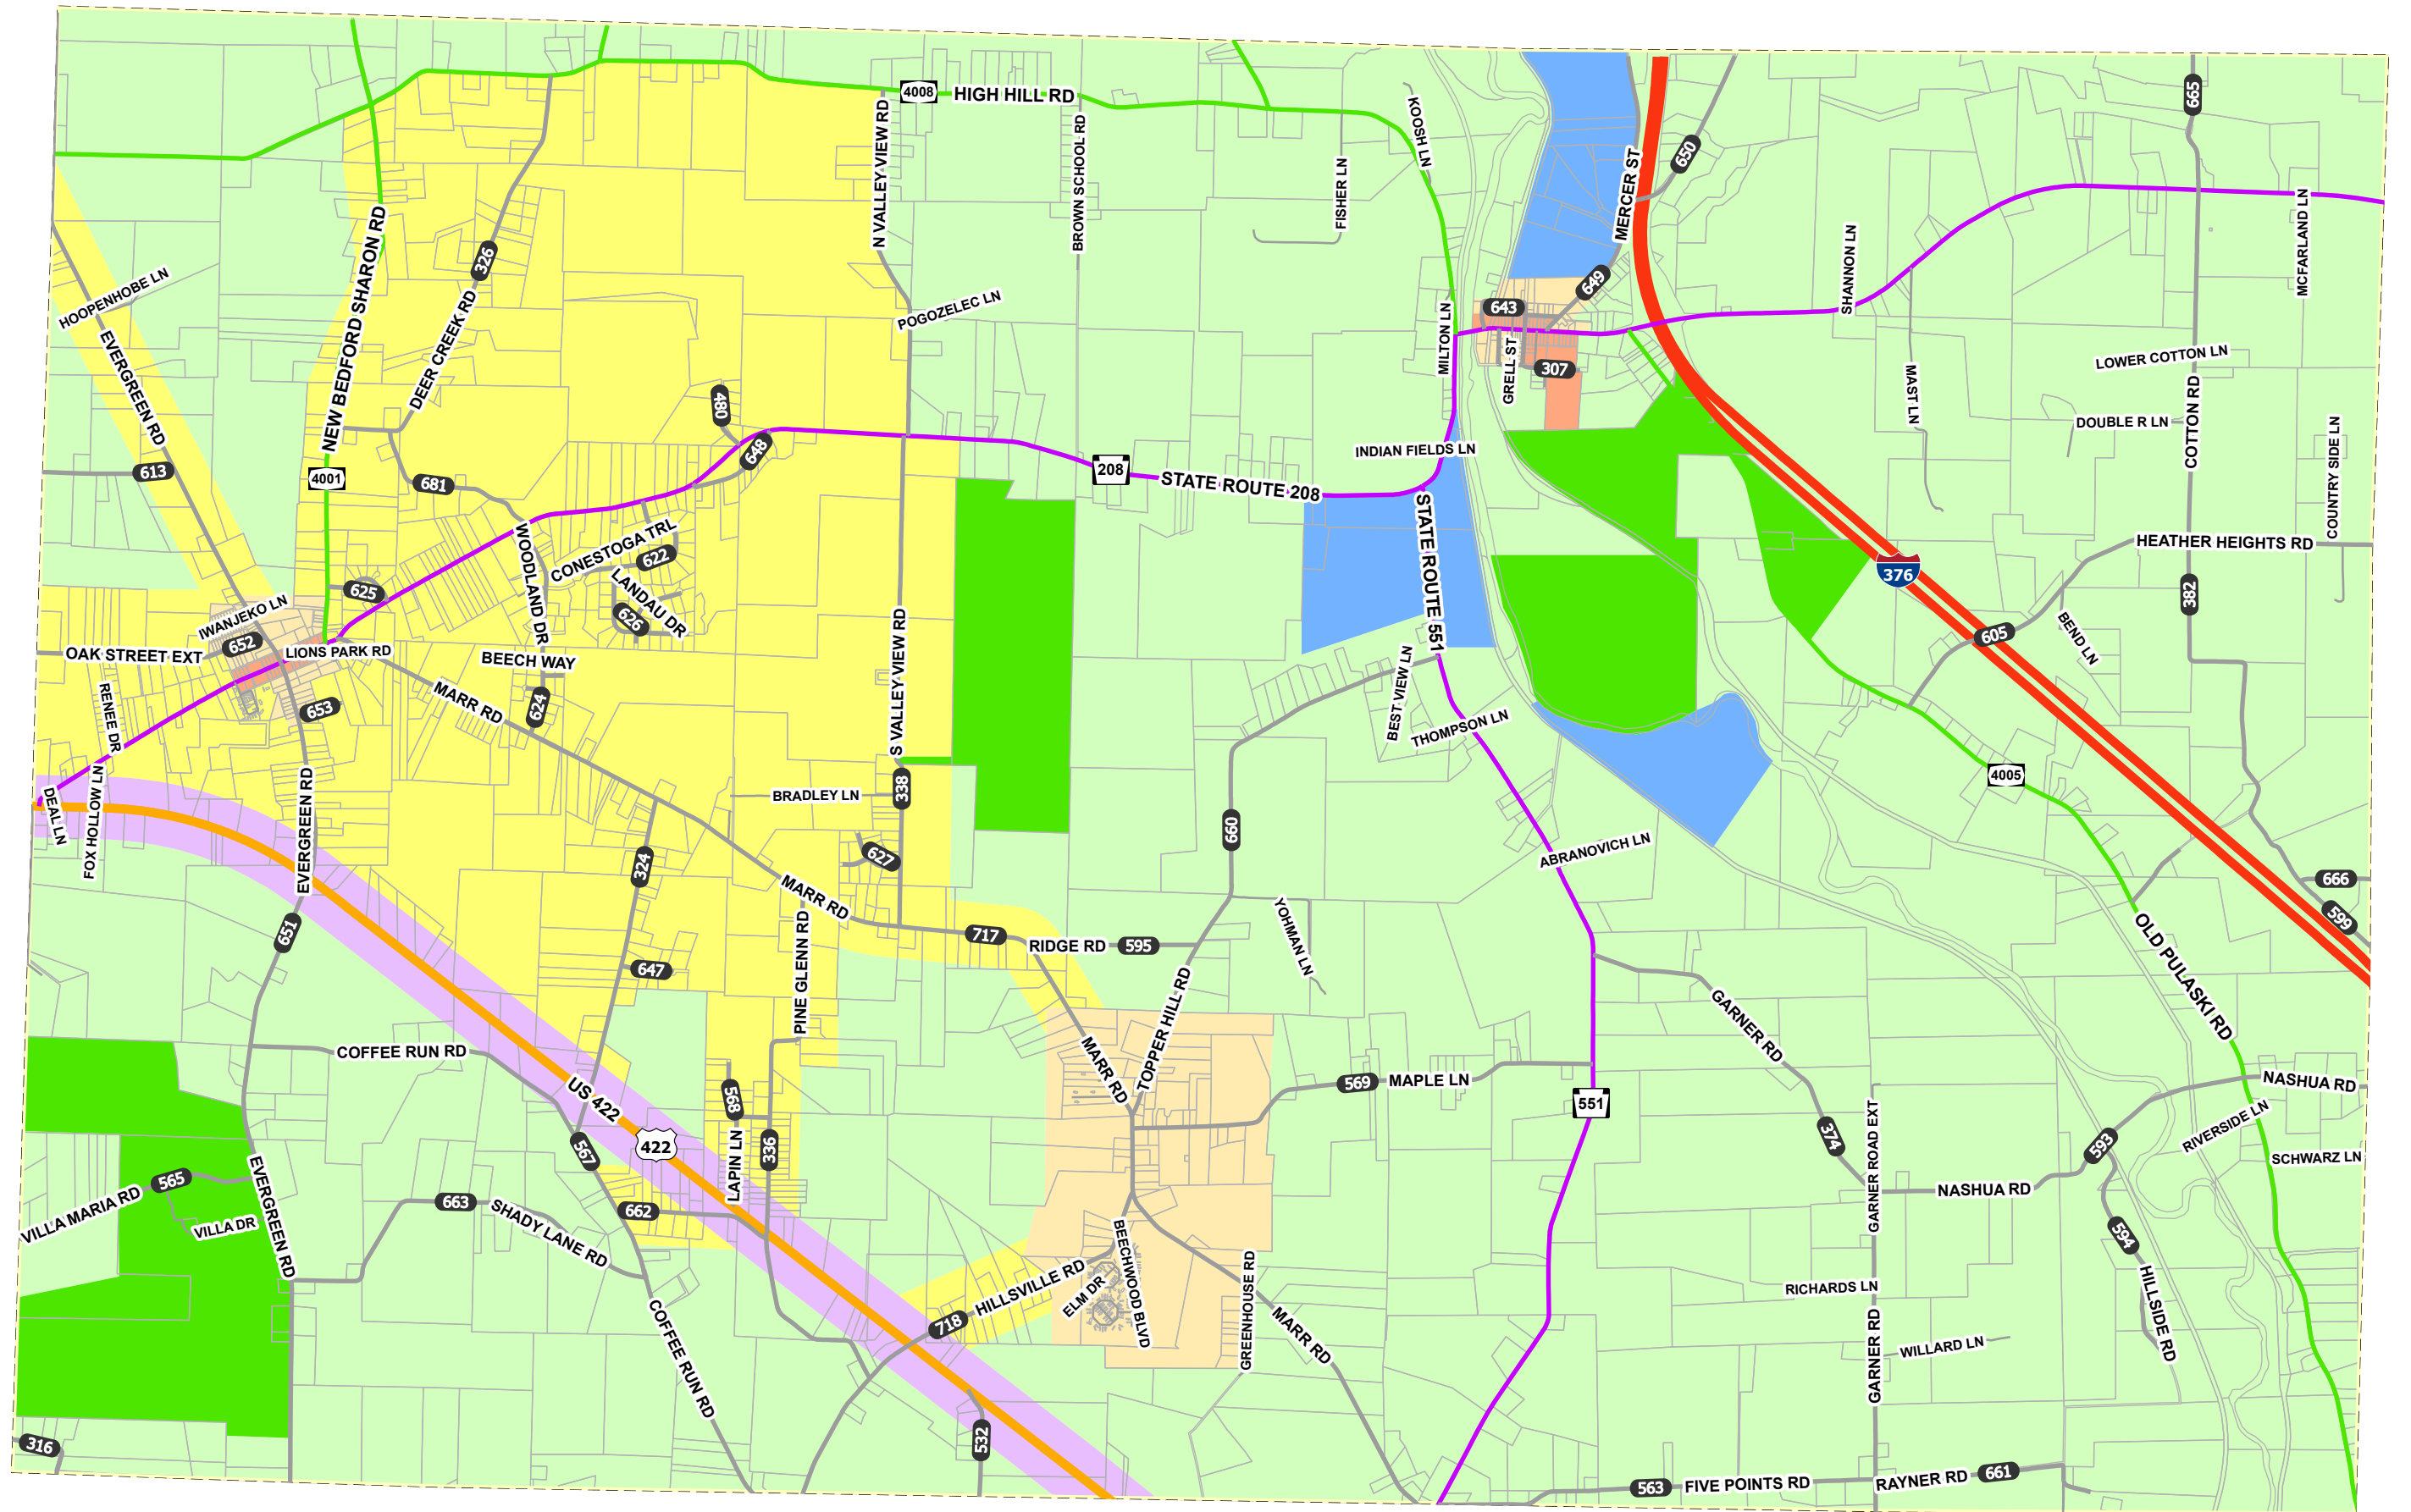 4008
HIGH HILL RD
N VALLEY VIEW RD
BROWN SCHOOL RD
FISHER LN
KOOSH LN
MERCER ST
650
665
MCFARLAND LN
SHANNON LN
NEW BEDFORD SHARON RD
326
DEER CREEK RD
HOOPENHOBE LN
EVERGREEN RD
POGOZELEC LN
649
643
MILTON LN
GRELL ST
307
LOWER COTTON LN
MAST LN
COTTON RD
DOUBLE R LN
COUNTRY SIDE LN
480
648
613
4001
681
208
STATE ROUTE 208
INDIAN FIELDS LN
STATE ROUTE 551
WOODLAND DR
CONESTOGA TRL
622
LANDAU DR
626
625
HEATHER HEIGHTS RD
376
382
605
BEND LN
IWANJEKO LN
652
OAK STREET EXT
LIONS PARK RD
BEECH WAY
S VALLEY VIEW RD
BEST VIEW LN
THOMPSON LN
RENEE DR
653
MARR RD
624
4005
DEAL LN
FOX HOLLOW LN
EVERGREEN RD
BRADLEY LN
338
660
ABRANOVICH LN
324
627
666
599
MARR RD
651
PINE GLENN RD
717
RIDGE RD
595
YOHMAN LN
647
OLD PULASKI RD
TOPPER HILL RD
GARNER RD
COFFEE RUN RD
US 422
422
568
MARR RD
569
MAPLE LN
551
NASHUA RD
567
LAPIN LN
336
374
GARNER ROAD EXT
593
RIVERSIDE LN
SCHWARZ LN
565
VILLA MARIA RD
VILLA DR
EVERGREEN RD
663
SHADY LANE RD
662
NASHUA RD
594
BEECHWOOD BLVD
HILLSVILLE RD
ELM DR
718
GREENHOUSE RD
MARR RD
RICHARDS LN
HILLSIDE RD
COFFEE RUN RD
GARNER RD
WILLARD LN
316
532
563
FIVE POINTS RD
RAYNER RD
661